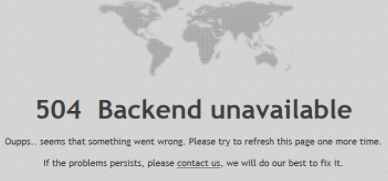 504 Backend unavailable
Oupps.. seems that something went wrong. Please try to refresh this page one more time.
If the problems persists, please contact us, we will do our best to fix it.